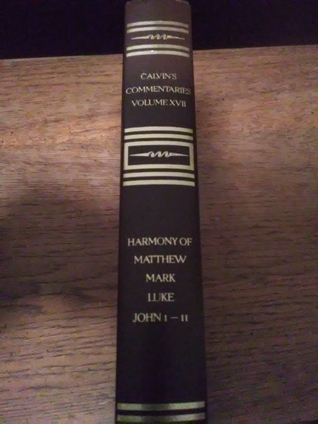 CALVIN'S
COMMENTARIES
VOLUME XVII
HARMONY OF
MATTHEW
MARK
LUKE
JOHN 1 – 11